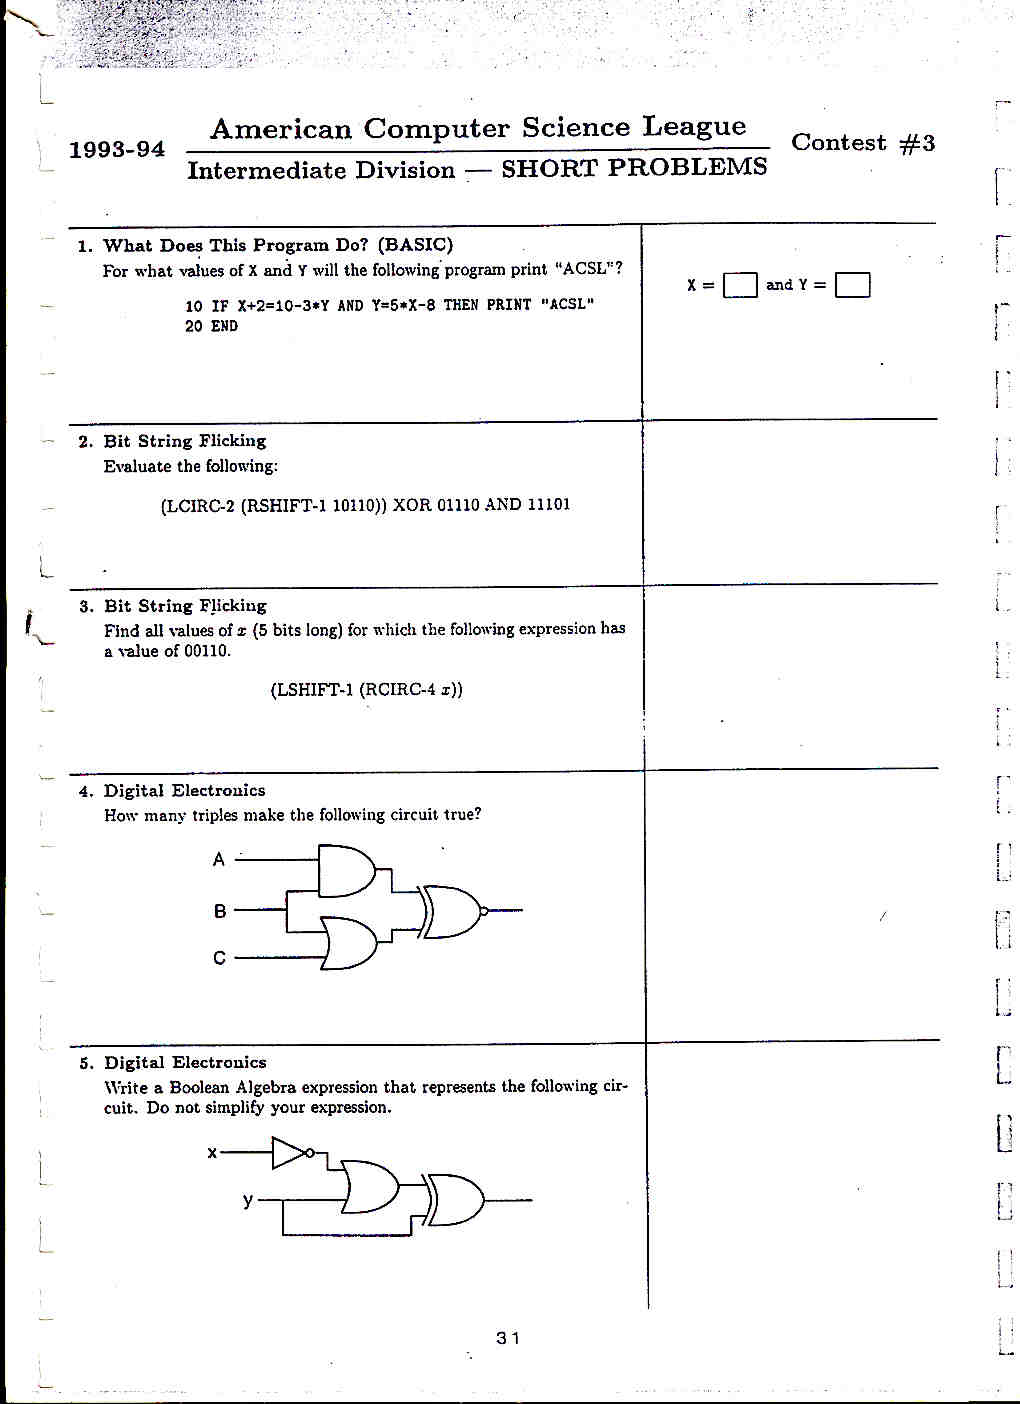 American Computer Science League
1993-94
Contest #3
Intermediate Division — SHORT PROBLEMS
1. What Does This Program Do? (BASIC)
For what values of X and Y will the following program print "ACSL"?
10 IF X+2=10-3*Y AND Y=5*X-8 THEN PRINT "ACSL"
20 END
X = and Y =
2. Bit String Flicking
Evaluate the following:
(LCIRC-2 (RSHIFT-1 10110)) XOR 01110 AND 11101
3. Bit String Flicking
Find all values of x (5 bits long) for which the following expression has
a value of 00110.
(LSHIFT-1 (RCIRC-4 x))
4. Digital Electronics
How many triples make the following circuit true?
A
B
C
5. Digital Electronics
Write a Boolean Algebra expression that represents the following cir-
cuit. Do not simplify your expression.
x
y
31